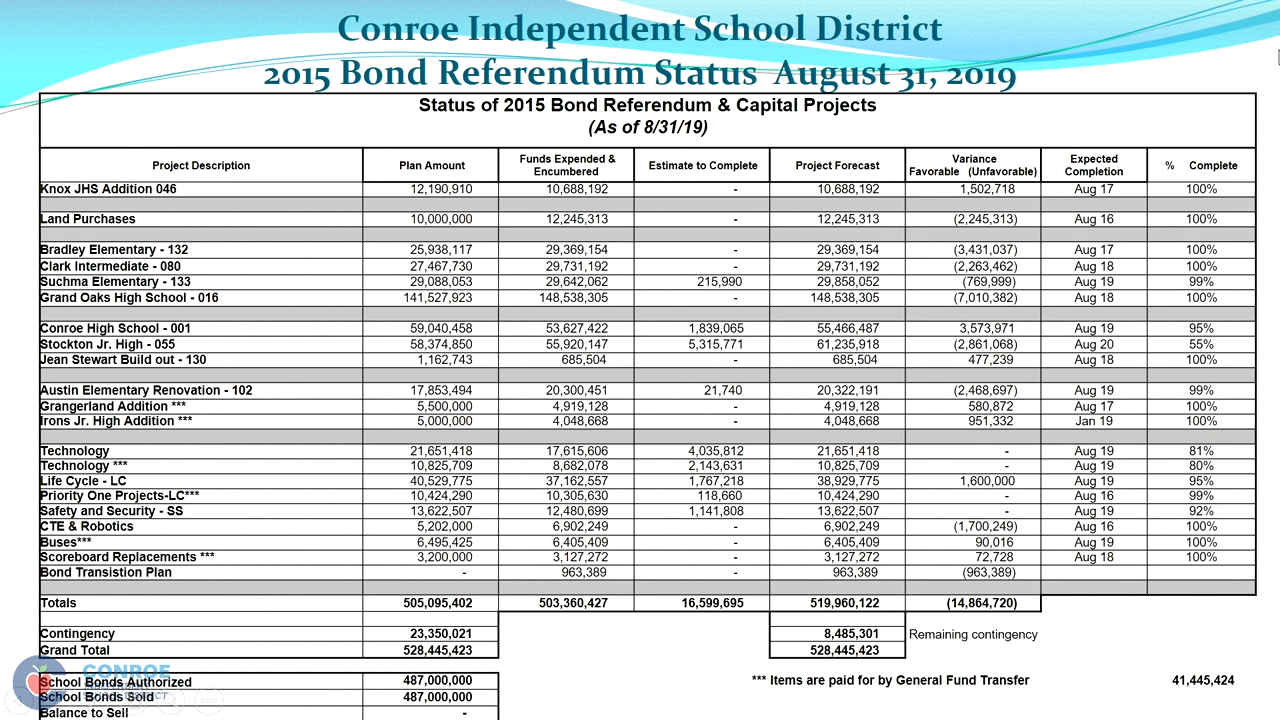 Conroe Independent School District
2015 Bond Referendum Status August 31, 2019
Status of 2015 Bond Referendum & Capital Projects
(As of 8/31/19)
Project Description Plan Amount Funds Expended & Encumbered Estimate to Complete Project Forecast Variance Favorable (Unfavorable) Expected Completion % Complete
Knox JHS Addition 046 12,190,910 10,688,192 - 10,688,192 1,502,718 Aug 17 100%
Land Purchases 10,000,000 12,245,313 - 12,245,313 (2,245,313) Aug 16 100%
Bradley Elementary - 132 25,938,117 29,369,154 - 29,369,154 (3,431,037) Aug 17 100%
Clark Intermediate - 080 27,467,730 29,731,192 - 29,731,192 (2,263,462) Aug 18 100%
Suchma Elementary - 133 29,088,053 29,642,062 215,990 29,858,052 (769,999) Aug 19 99%
Grand Oaks High School - 016 141,527,923 148,538,305 - 148,538,305 (7,010,382) Aug 18 100%
Conroe High School - 001 59,040,458 53,627,422 1,839,065 55,466,487 3,573,971 Aug 19 95%
Stockton Jr. High - 055 58,374,850 55,920,147 5,315,771 61,235,918 (2,861,068) Aug 20 55%
Jean Stewart Build out - 130 1,162,743 685,504 - 685,504 477,239 Aug 18 100%
Austin Elementary Renovation - 102 17,853,494 20,300,451 21,740 20,322,191 (2,468,697) Aug 19 99%
Grangerland Addition *** 5,500,000 4,919,128 - 4,919,128 580,872 Aug 17 100%
Irons Jr. High Addition *** 5,000,000 4,048,668 - 4,048,668 951,332 Jan 19 100%
Technology 21,651,418 17,615,606 4,035,812 21,651,418 - Aug 19 81%
Technology *** 10,825,709 8,682,078 2,143,631 10,825,709 - Aug 19 80%
Life Cycle - LC 40,529,775 37,162,557 1,767,218 38,929,775 1,600,000 Aug 19 95%
Priority One Projects-LC*** 10,424,290 10,305,630 118,660 10,424,290 - Aug 16 99%
Safety and Security - SS 13,622,507 12,480,699 1,141,808 13,622,507 - Aug 19 92%
CTE & Robotics 5,202,000 6,902,249 - 6,902,249 (1,700,249) Aug 16 100%
Buses*** 6,495,425 6,405,409 - 6,405,409 90,016 Aug 19 100%
Scoreboard Replacements *** 3,200,000 3,127,272 - 3,127,272 72,728 Aug 18 100%
Bond Transistion Plan - 963,389 - 963,389 (963,389)
Totals 505,095,402 503,360,427 16,599,695 519,960,122 (14,864,720)
Contingency 23,350,021 8,485,301 Remaining contingency
Grand Total 528,445,423 528,445,423
CONROE
School Bonds Authorized 487,000,000 *** Items are paid for by General Fund Transfer 41,445,424
School Bonds Sold 487,000,000
Balance to Sell -